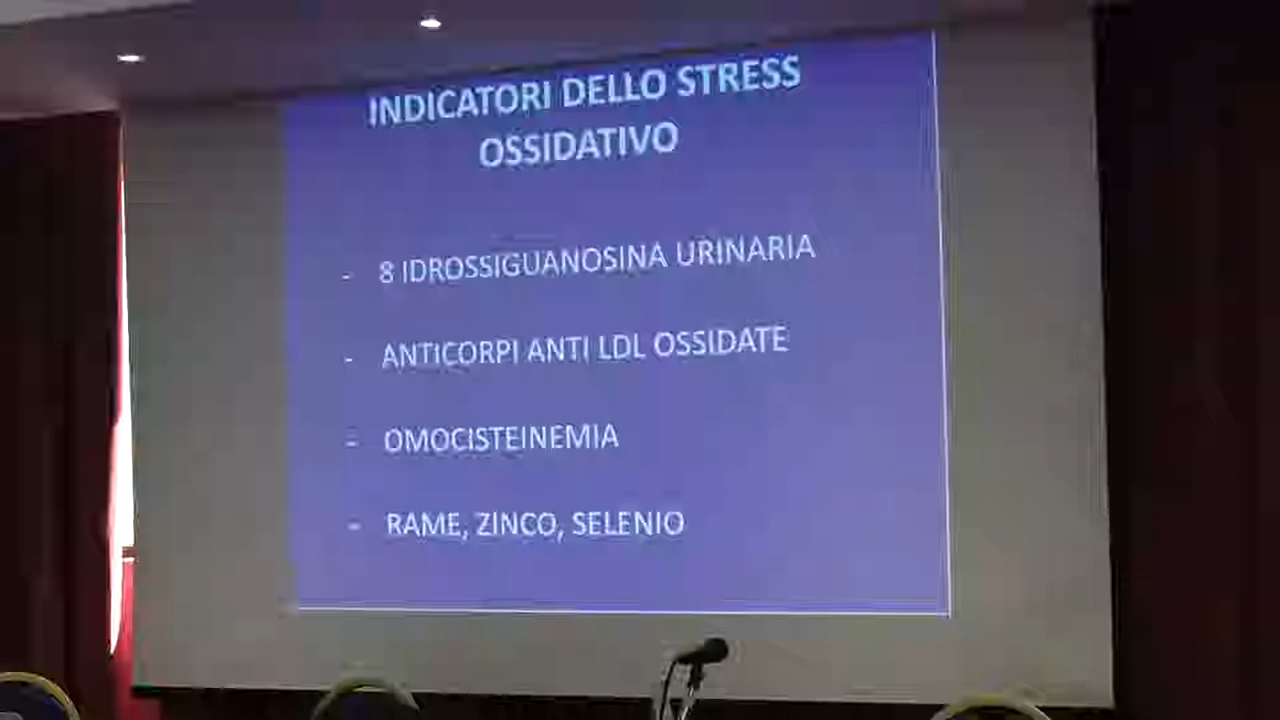 INDICATORI DELLO STRESS
OSSIDATIVO
- 8 IDROSSIGUANOSINA URINARIA
- ANTICORPI ANTI LDL OSSIDATE
- OMOCISTEINEMIA
- RAME, ZINCO, SELENIO